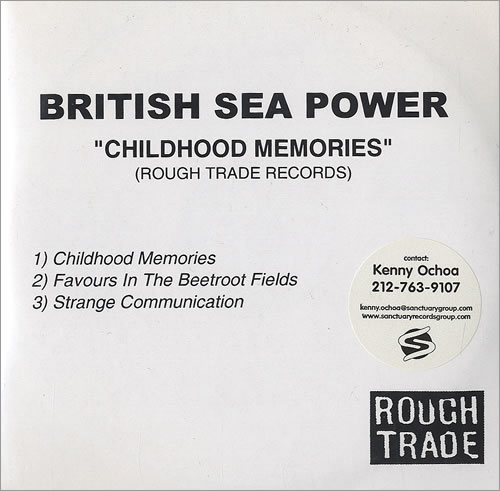 BRITISH SEA POWER
"CHILDHOOD MEMORIES"
(ROUGH TRADE RECORDS)
1) Childhood Memories
2) Favours In The Beetroot Fields
3) Strange Communication
contact:
Kenny Ochoa
212-763-9107
kenny.ochoa@sanctuarygroup.com
www.sanctuaryrecordsgroup.com
ROUGH
TRADE